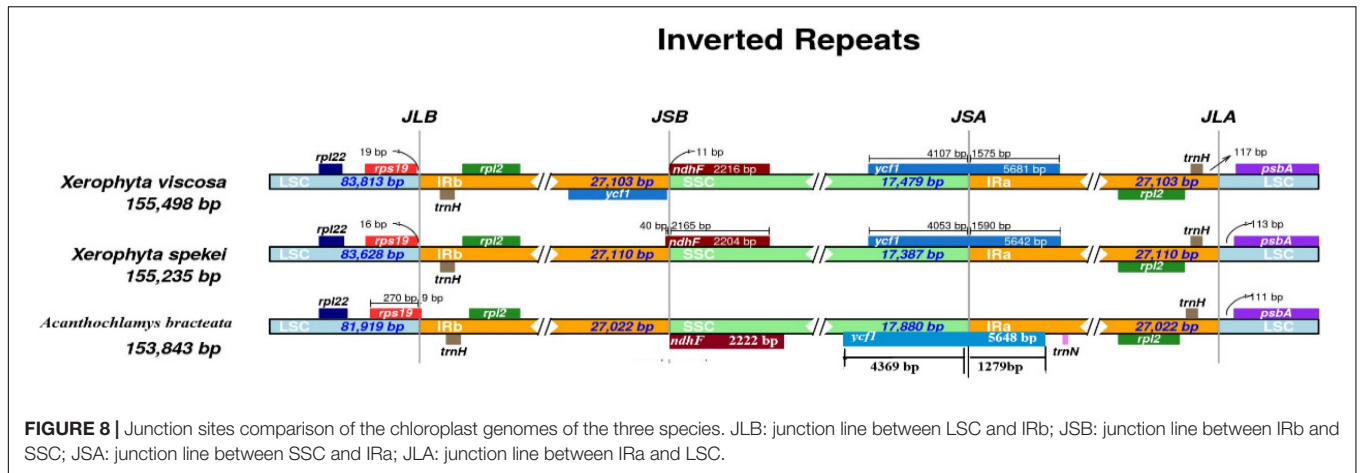 Inverted Repeats
JLB JSB JSA JLA
rpl22 19 bp rps19 rpl2 11 bp ndhF 2216 bp 4107 bp 1575 bp ycf1 5681 bp trnH 117 bp psbA
Xerophyta viscosa LSC 83,813 bp IRb 27,103 bp SSC 17,479 bp IRa 27,103 bp LSC
155,498 bp trnH ycf1 rpl2
rpl22 16 bp rps19 rpl2 40 bp 2165 bp ndhF 2204 bp 4053 bp 1590 bp ycf1 5642 bp trnH 113 bp psbA
Xerophyta spekei LSC 83,628 bp IRb 27,110 bp SSC 17,387 bp IRa 27,110 bp LSC
155,235 bp trnH rpl2
rpl22 270 bp 9 bp rps19 rpl2 trnH 111 bp psbA
Acanthochlamys bracteata LSC 81,919 bp IRb 27,022 bp SSC 17,880 bp IRa 27,022 bp LSC
153,843 bp trnH ndhF 2222 bp ycf1 5648 bp trnN rpl2
4369 bp 1279bp
FIGURE 8 | Junction sites comparison of the chloroplast genomes of the three species. JLB: junction line between LSC and IRb; JSB: junction line between IRb and
SSC; JSA: junction line between SSC and IRa; JLA: junction line between IRa and LSC.